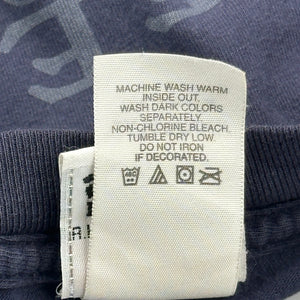 MACHINE WASH WARM
INSIDE OUT.
WASH DARK COLORS
SEPARATELY.
NON-CHLORINE BLEACH.
TUMBLE DRY LOW.
DO NOT IRON
IF DECORATED.